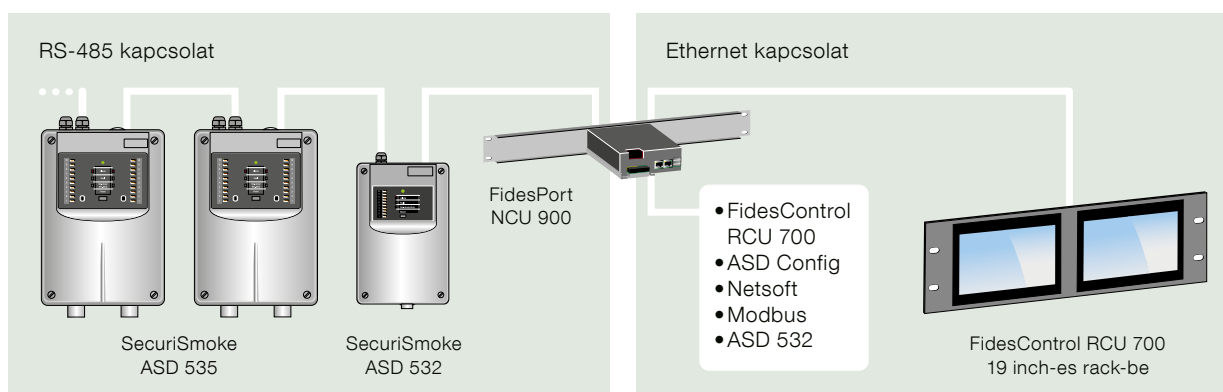 RS-485 kapcsolat
SecuriSmoke
ASD 535
SecuriSmoke
ASD 532
FidesPort
NCU 900
Ethernet kapcsolat
•FidesControl
RCU 700
•ASD Config
•Netsoft
•Modbus
•ASD 532
FidesControl RCU 700
19 inch-es rack-be